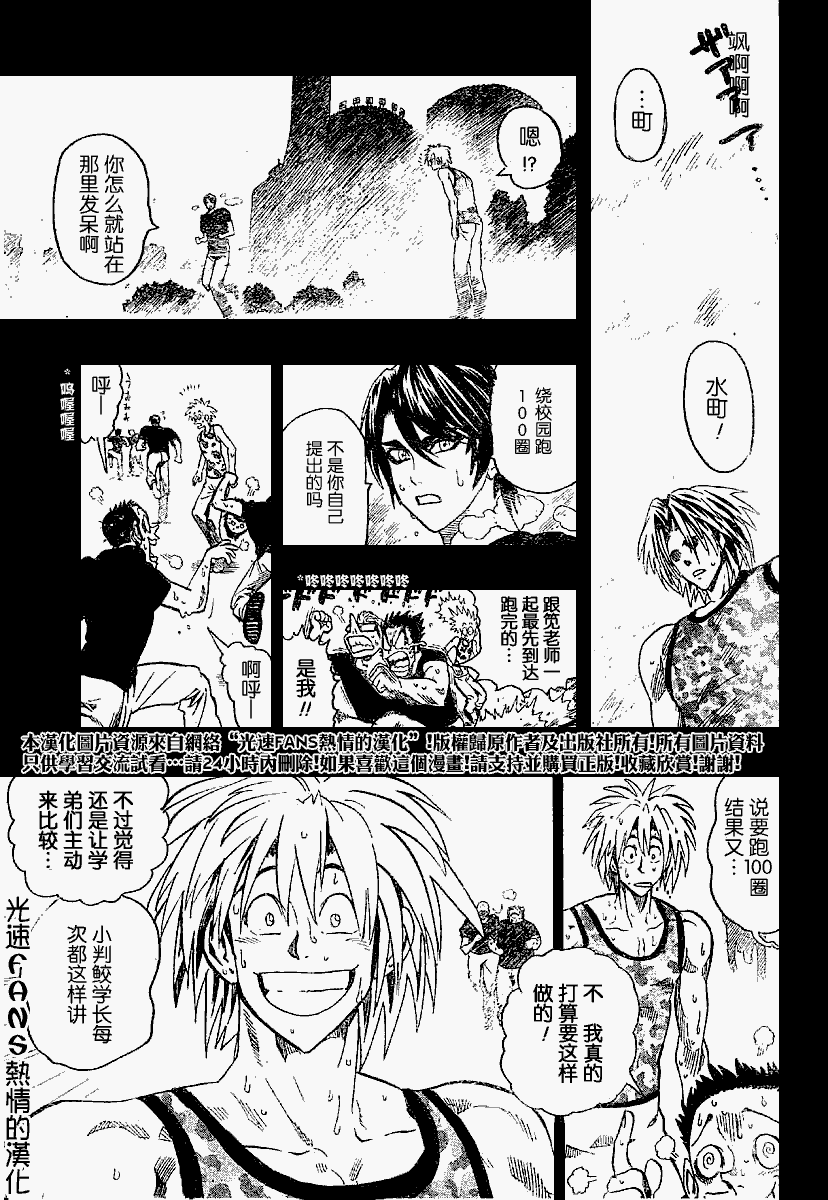 飒啊啊啊
…町
水町！
嗯
!?
你怎么就站在
那里发呆啊
绕校园跑
100圈
不是你自己
提出的吗
跟筧老师一
起最先到达
跑完的…
是我!!
*咚咚咚咚咚咚咚
呼—
*呜喔喔喔
啊呼—
本漢化圖片資源來自網絡“光速FANS熱情的漢化”!版權歸原作者及出版社所有!所有圖片資料
只供學習交流試看…請24小時內刪除!如果喜歡這個漫畫!請支持並購買正版!收藏欣賞!謝謝!
说要跑100圈
结果又…
不 我真的
打算要这样
做的！
不过觉得
还是让学
弟们主动
来比较…
小判鲛学长每
次都这样讲
光速FANS熱情的漢化